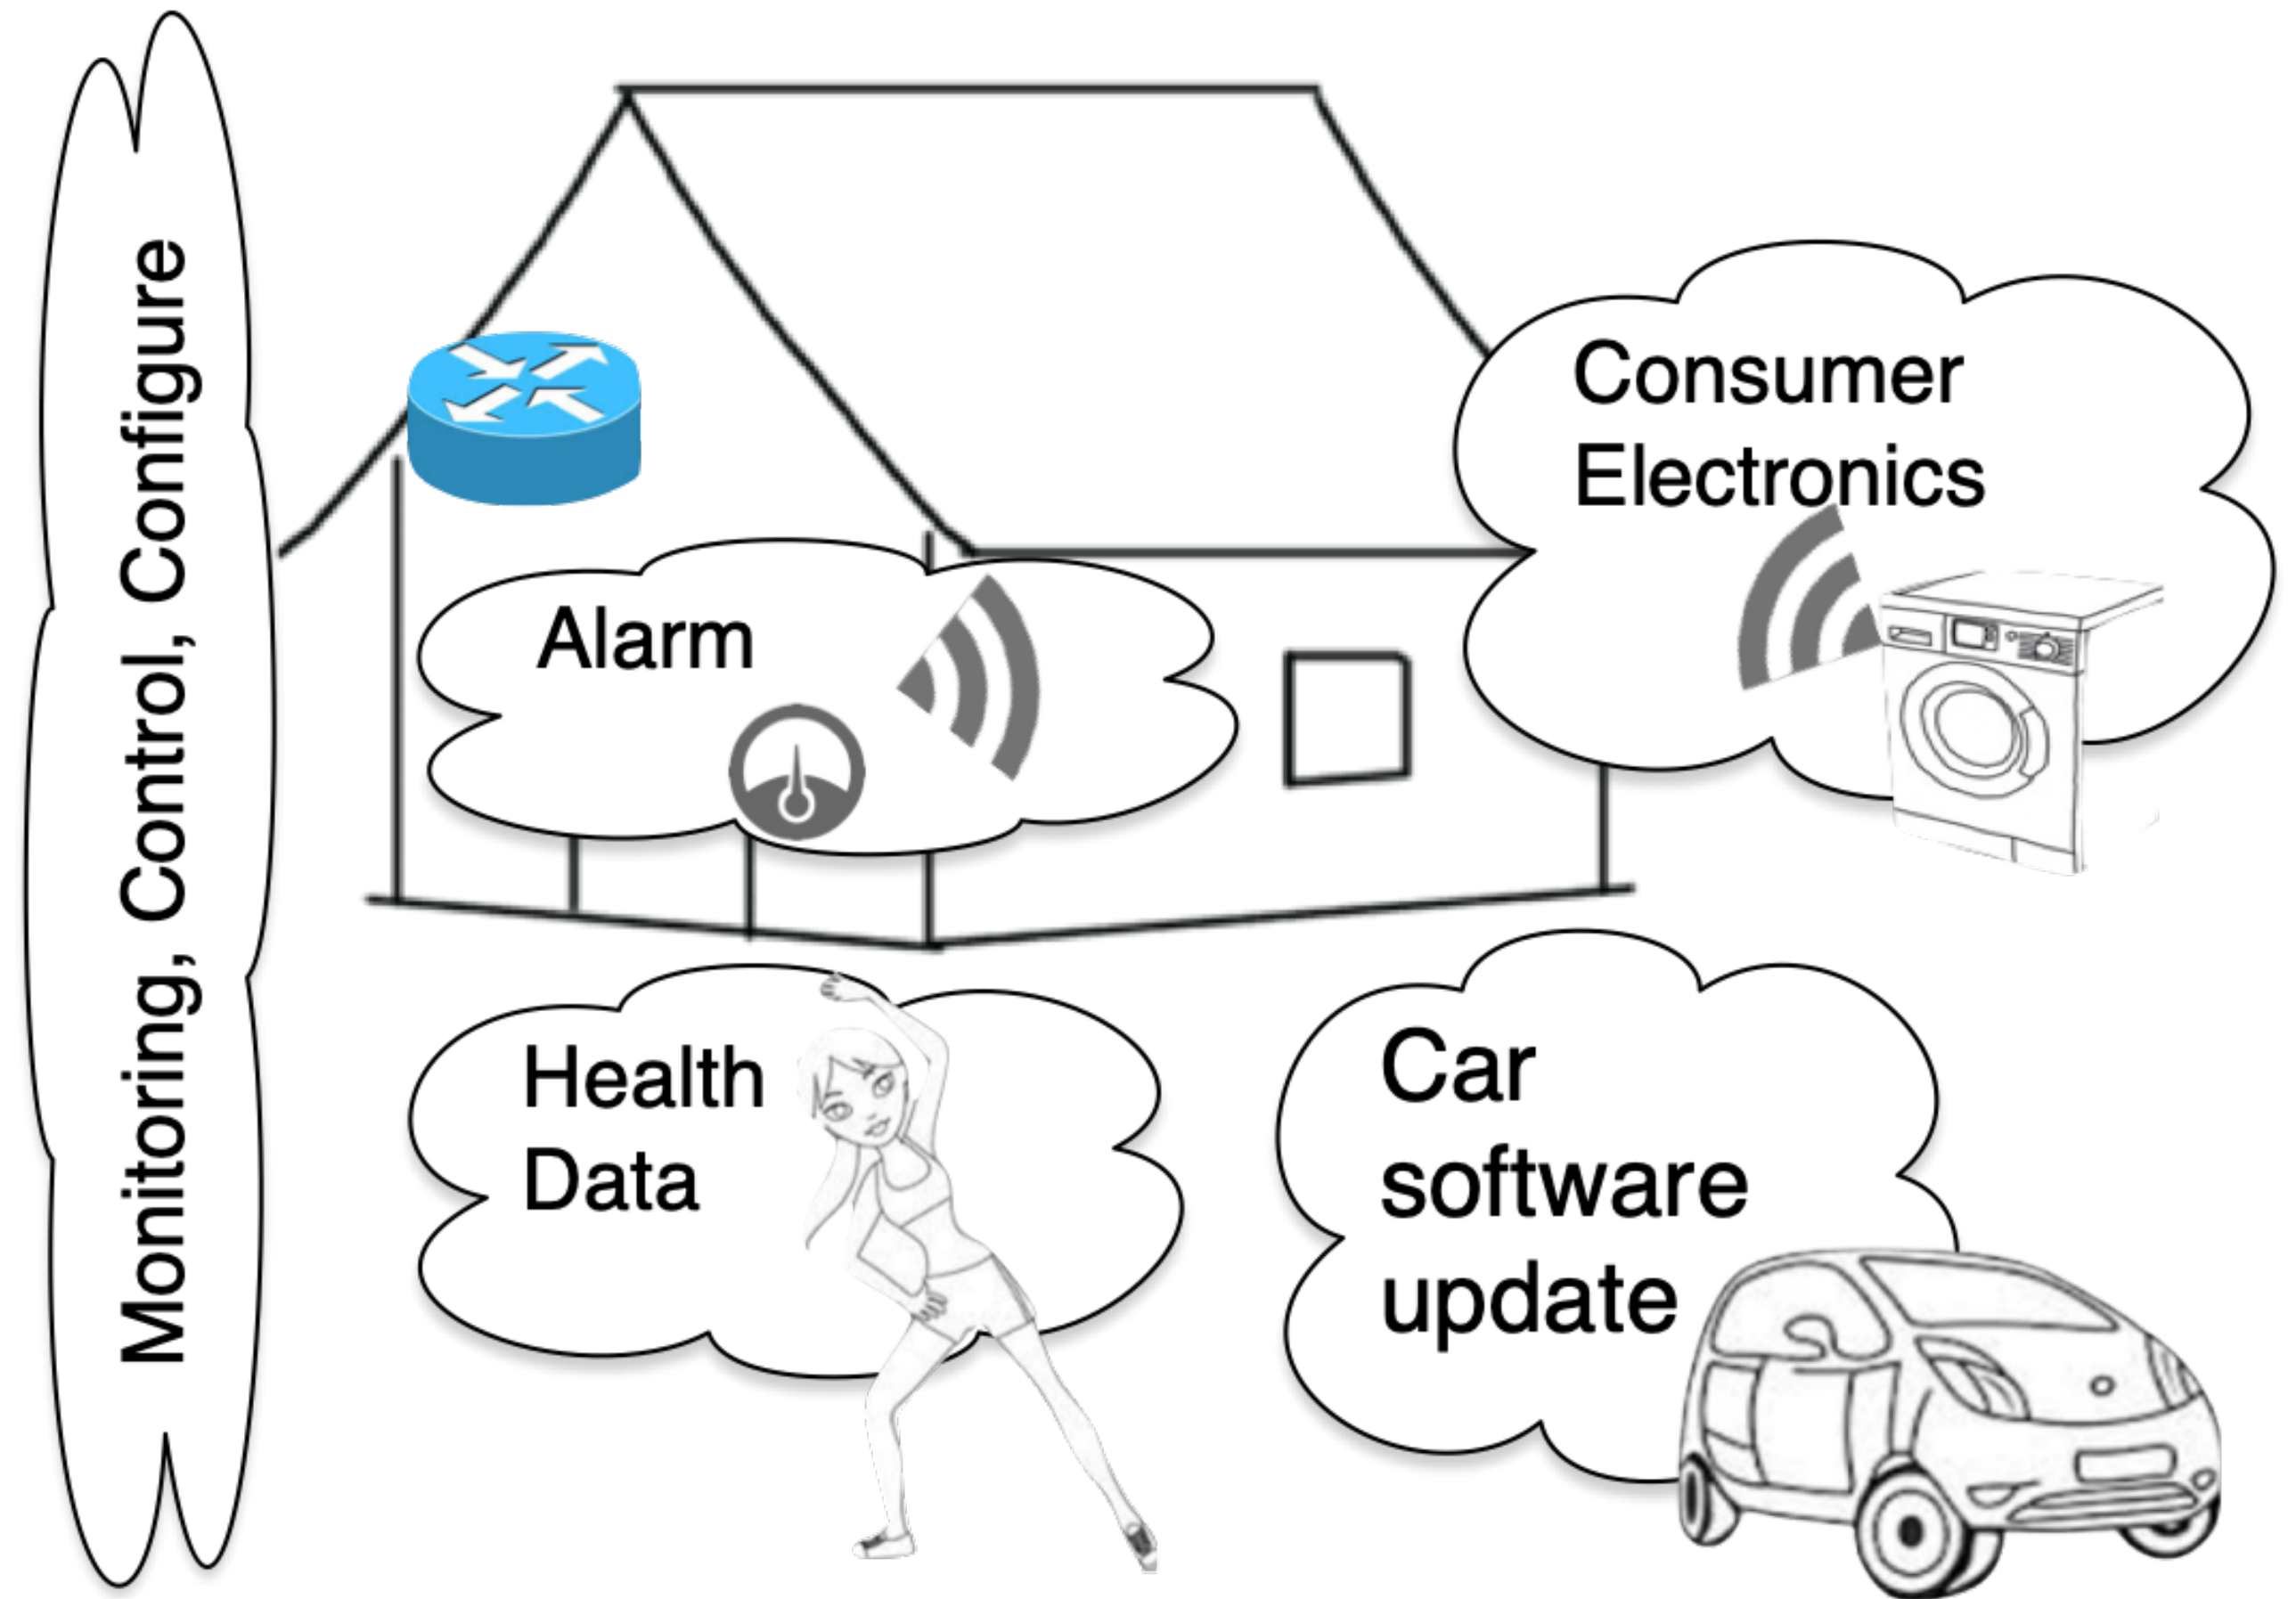 Monitoring, Control, Configure
Consumer
Electronics
Alarm
Health
Data
Car
software
update